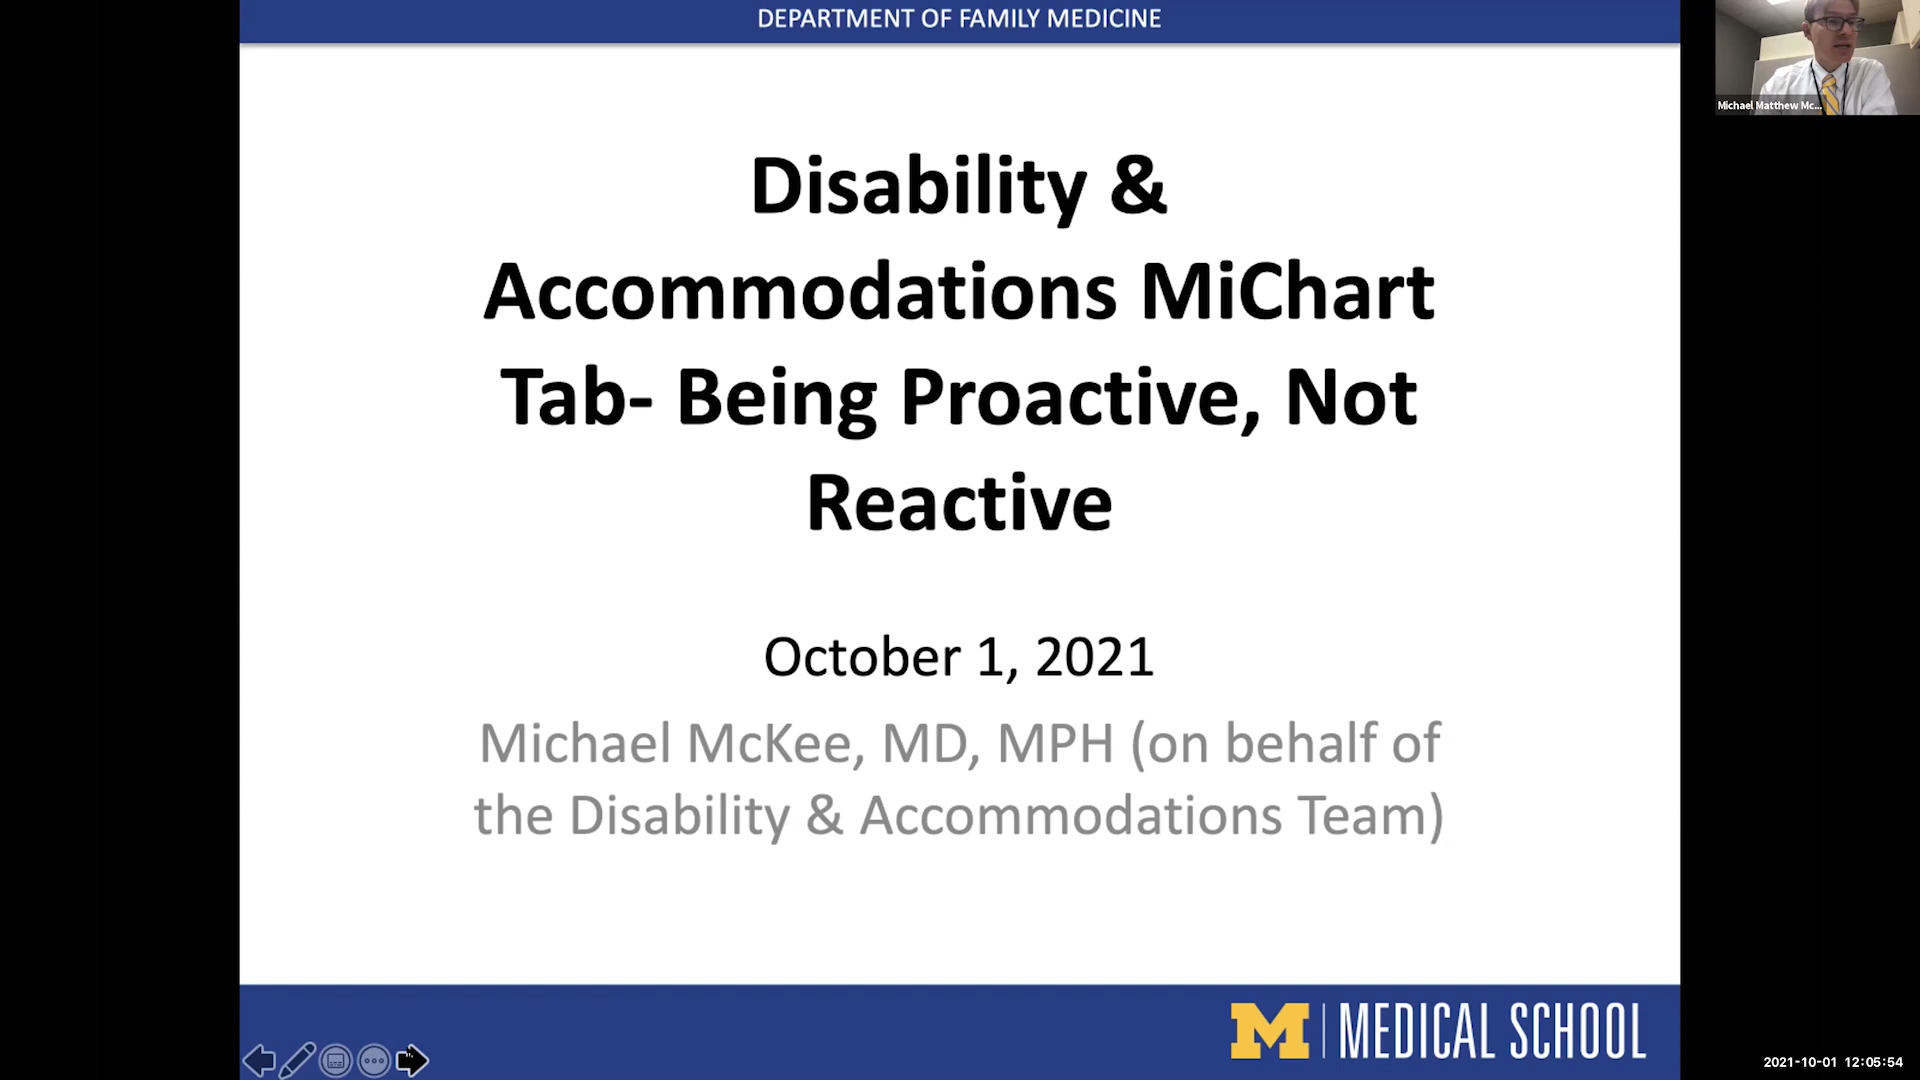 DEPARTMENT OF FAMILY MEDICINE
Michael Matthew Mc...
Disability &
Accommodations MiChart
Tab- Being Proactive, Not
Reactive
October 1, 2021
Michael McKee, MD, MPH (on behalf of
the Disability & Accommodations Team)
M | MEDICAL SCHOOL
2021-10-01 12:05:54